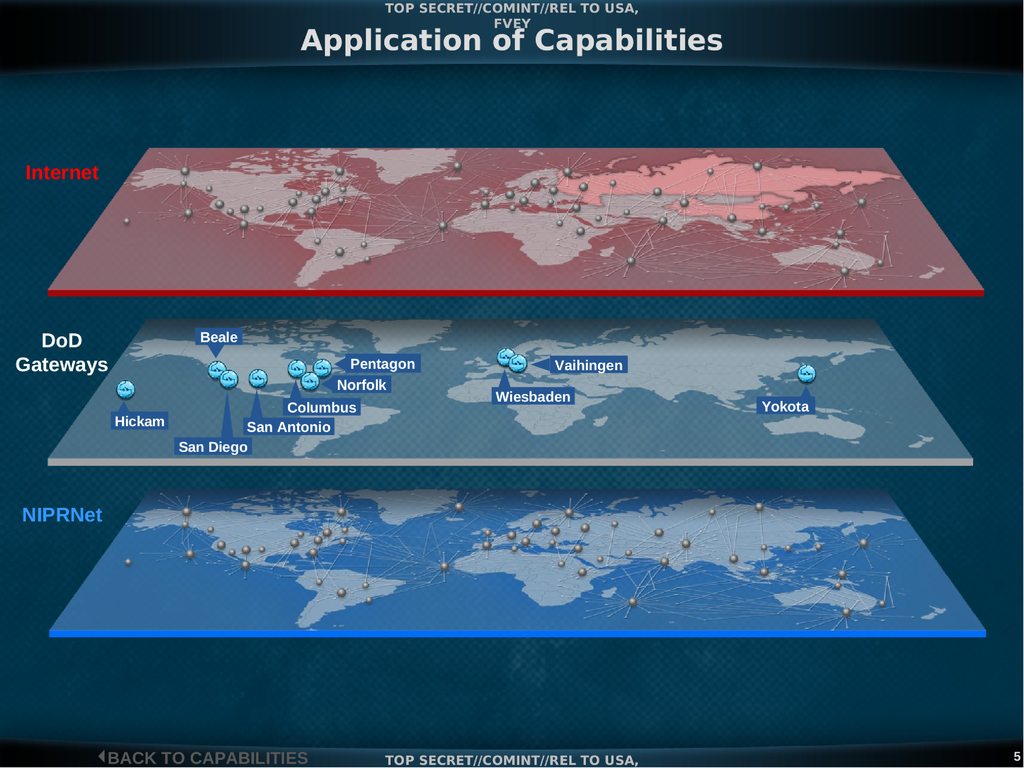 TOP SECRET//COMINT//REL TO USA,
FVEY
Application of Capabilities
Internet
DoD
Gateways
Beale
Pentagon
Vaihingen
Norfolk
Wiesbaden
Columbus
Yokota
Hickam
San Antonio
San Diego
NIPRNet
BACK TO CAPABILITIES
TOP SECRET//COMINT//REL TO USA,
5